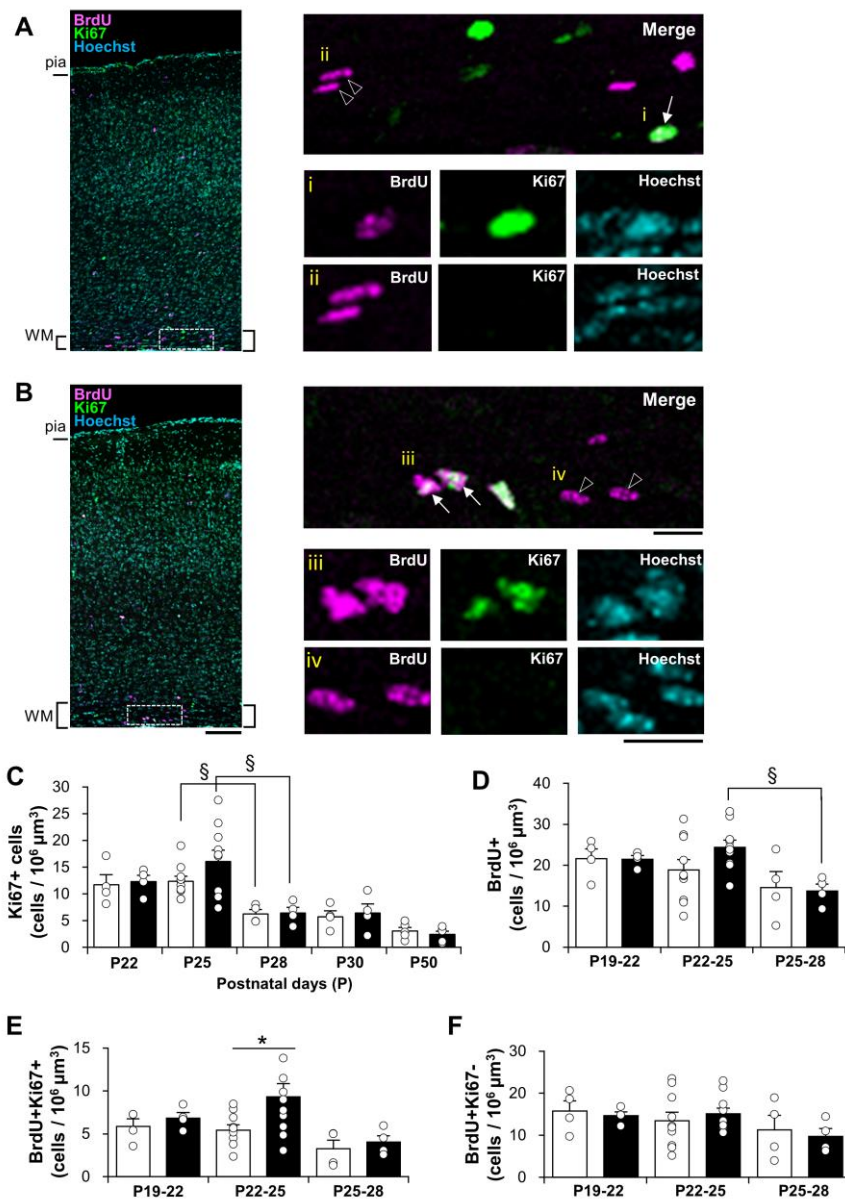 A
BrdU
Ki67
Hoechst
pia
WM
Merge
ii
i
i
BrdU
Ki67
Hoechst
ii
BrdU
Ki67
Hoechst
B
BrdU
Ki67
Hoechst
pia
WM
Merge
iii
iv
iii
BrdU
Ki67
Hoechst
iv
BrdU
Ki67
Hoechst
C
Ki67+ cells
(cells / 10⁶ µm³)
30
25
20
15
10
5
0
§
§
P22
P25
P28
P30
P50
Postnatal days (P)
D
BrdU+
(cells / 10⁶ µm³)
40
20
0
§
P19-22
P22-25
P25-28
E
BrdU+Ki67+
(cells / 10⁶ µm³)
15
10
5
0
*
P19-22
P22-25
P25-28
F
BrdU+Ki67-
(cells / 10⁶ µm³)
30
20
10
0
P19-22
P22-25
P25-28